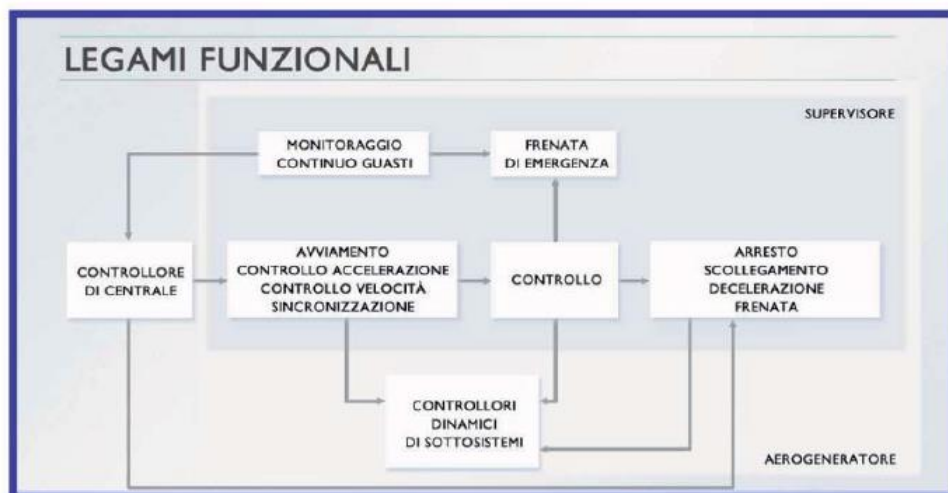 LEGAMI FUNZIONALI
SUPERVISORE
MONITORAGGIO
CONTINUO GUASTI
FRENATA
DI EMERGENZA
CONTROLLORE
DI CENTRALE
AVVIAMENTO
CONTROLLO ACCELERAZIONE
CONTROLLO VELOCITÀ
SINCRONIZZAZIONE
CONTROLLO
ARRESTO
SCOLLEGAMENTO
DECELERAZIONE
FRENATA
CONTROLLORI
DINAMICI
DI SOTTOSISTEMI
AEROGENERATORE